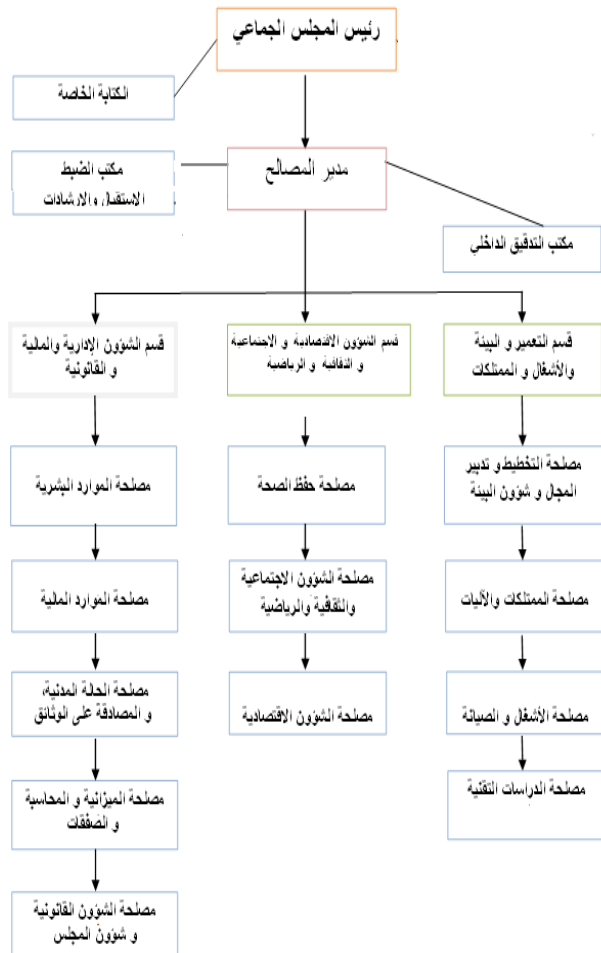 رئيس المجلس الجماعي
الكتابة الخاصة
مدير المصالح
مكتب الضبط
الاستقبال والارشادات
مكتب التدقيق الداخلي
قسم الشؤون الإدارية والمالية
و القانونية
قسم الشؤون الاقتصادية و الاجتماعية
و الثقافية و الرياضية
قسم التعمير و البيئة
والأشغال و الممتلكات
مصلحة الموارد البشرية
مصلحة حفظ الصحة
مصلحة التخطيط و تدبير
المجال و شؤون البيئة
مصلحة الموارد المالية
مصلحة الشؤون الاجتماعية
والثقافية والرياضية
مصلحة الممتلكات والآليات
مصلحة الحالة المدنية،
و المصادقة على الوثائق
مصلحة الشؤون الاقتصادية
مصلحة الأشغال و الصيانة
مصلحة الميزانية و المحاسبة
و الصفقات
مصلحة الدراسات التقنية
مصلحة الشؤون القانونية
و شؤون المجلس